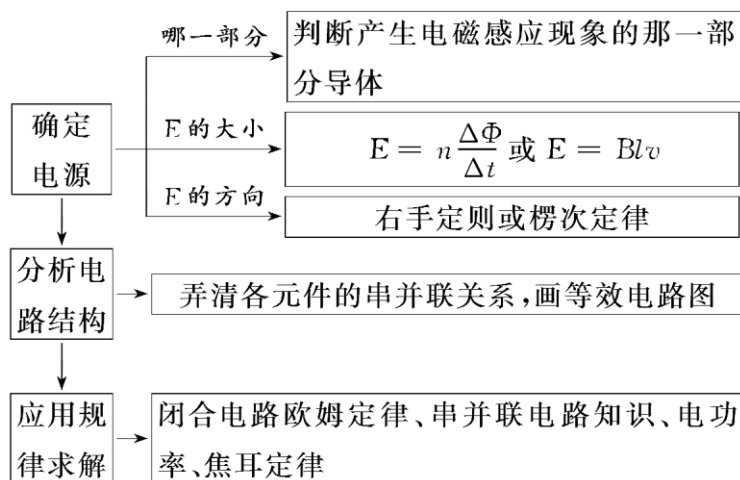 哪一部分
判断产生电磁感应现象的那一部
分导体
确定
电源
E的大小
E = n ΔΦ/Δt 或 E = Blv
E的方向
右手定则或楞次定律
分析电
路结构
弄清各元件的串并联关系,画等效电路图
应用规
律求解
闭合电路欧姆定律、串并联电路知识、电功
率、焦耳定律